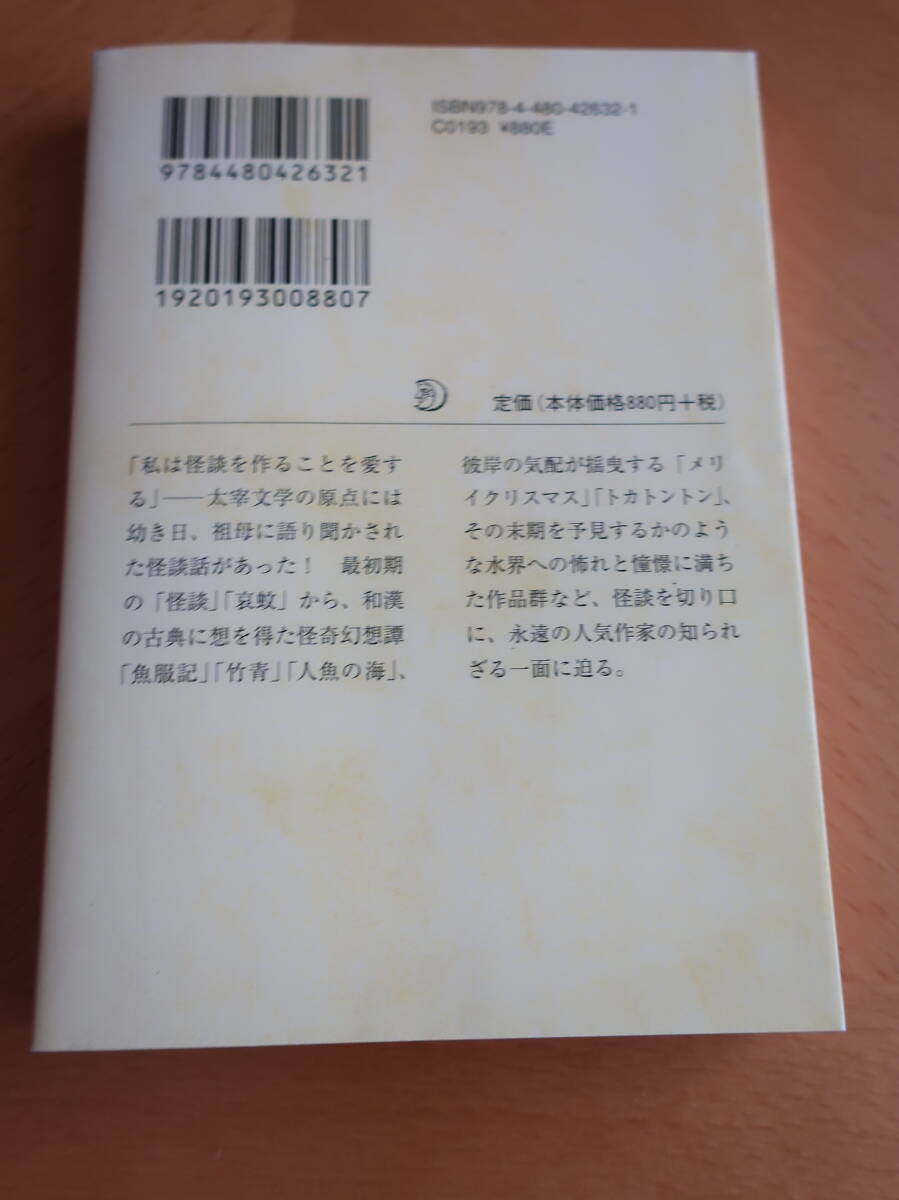 ISBN978-4-480-42632-1
C0193 ¥880E
9784480426321
1920193008807
定価(本体価格880円+税)
「私は怪談を作ることを愛す
る」――太宰文学の原点には
幼き日、祖母に語り聞かされ
た怪談話があった!　最初期
の「怪談」「哀蚊」から、和漢
の古典に想を得た怪奇幻想譚
「魚服記」「竹青」「人魚の海」、
彼岸の気配が揺曳する「メリ
イクリスマス」「トカトントン」、
その末期を予見するかのよう
な水界への怖れと憧憬に満ち
た作品群など、怪談を切り口
に、永遠の人気作家の知られ
ざる一面に迫る。